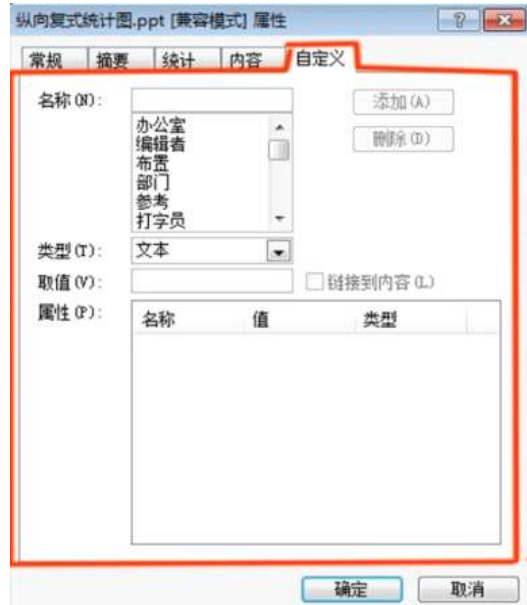 纵向复式统计图.ppt [兼容模式] 属性
常规 摘要 统计 内容 自定义
名称(N): 添加(A)
办公室 删除(D)
编辑者
布置
部门
参考
打字员
类型(T): 文本
取值(V): 链接到内容(L)
属性(P): 名称 值 类型
确定 取消